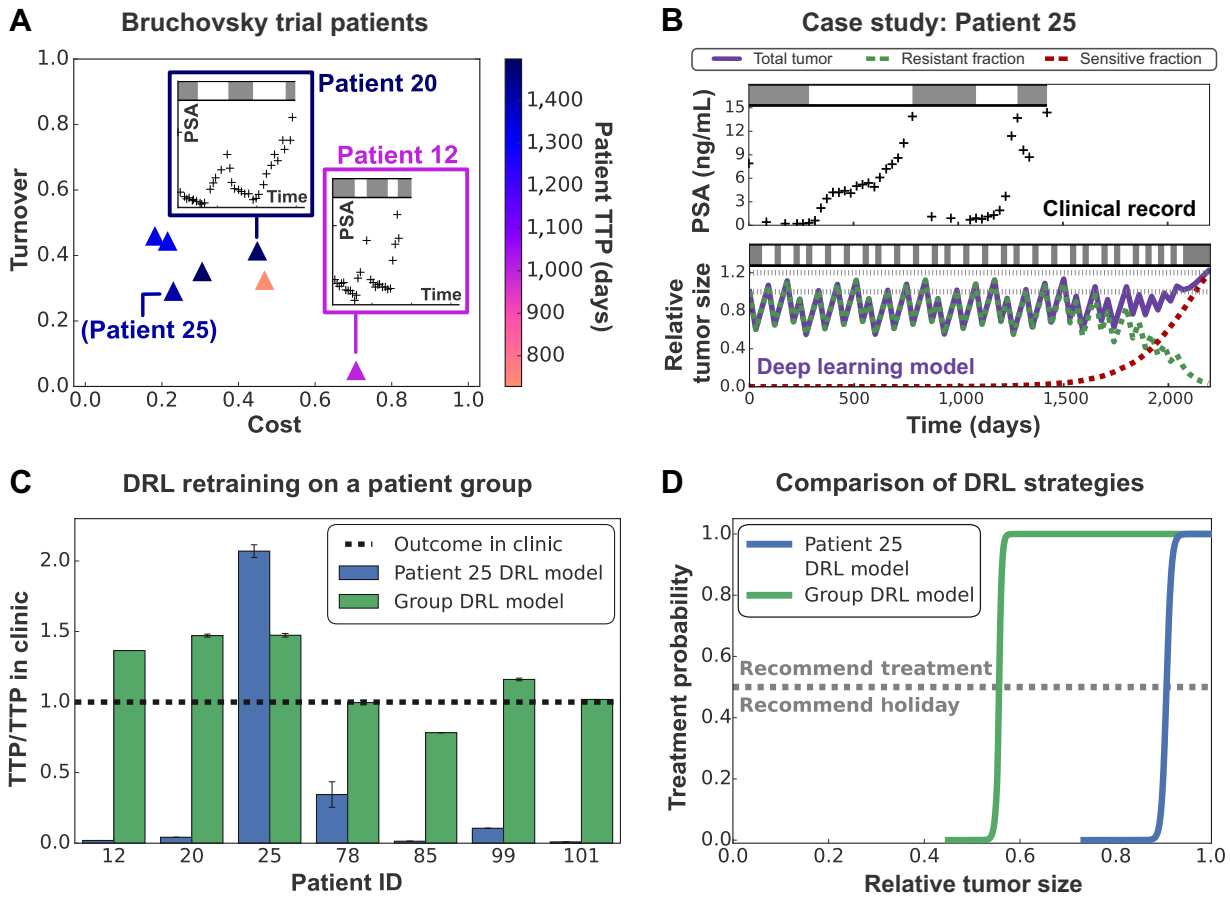 A
Bruchovsky trial patients
Turnover
1.0
0.8
0.6
0.4
0.2
0.0
0.0
0.2
0.4
0.6
0.8
1.0
Cost
PSA
Time
Patient 20
Patient 12
PSA
Time
(Patient 25)
1,400
1,300
1,200
1,100
1,000
900
800
Patient TTP (days)
B
Case study: Patient 25
Total tumor
Resistant fraction
Sensitive fraction
PSA (ng/mL)
15
12
9
6
3
0
Clinical record
Relative
tumor size
1.2
0.8
0.4
0.0
Deep learning model
0
500
1,000
1,500
2,000
Time (days)
C
DRL retraining on a patient group
TTP/TTP in clinic
2.0
1.5
1.0
0.5
0.0
Outcome in clinic
Patient 25 DRL model
Group DRL model
12
20
25
78
85
99
101
Patient ID
D
Comparison of DRL strategies
Treatment probability
1.0
0.8
0.6
0.4
0.2
0.0
Patient 25
DRL model
Group DRL model
Recommend treatment
Recommend holiday
0.0
0.2
0.4
0.6
0.8
1.0
Relative tumor size